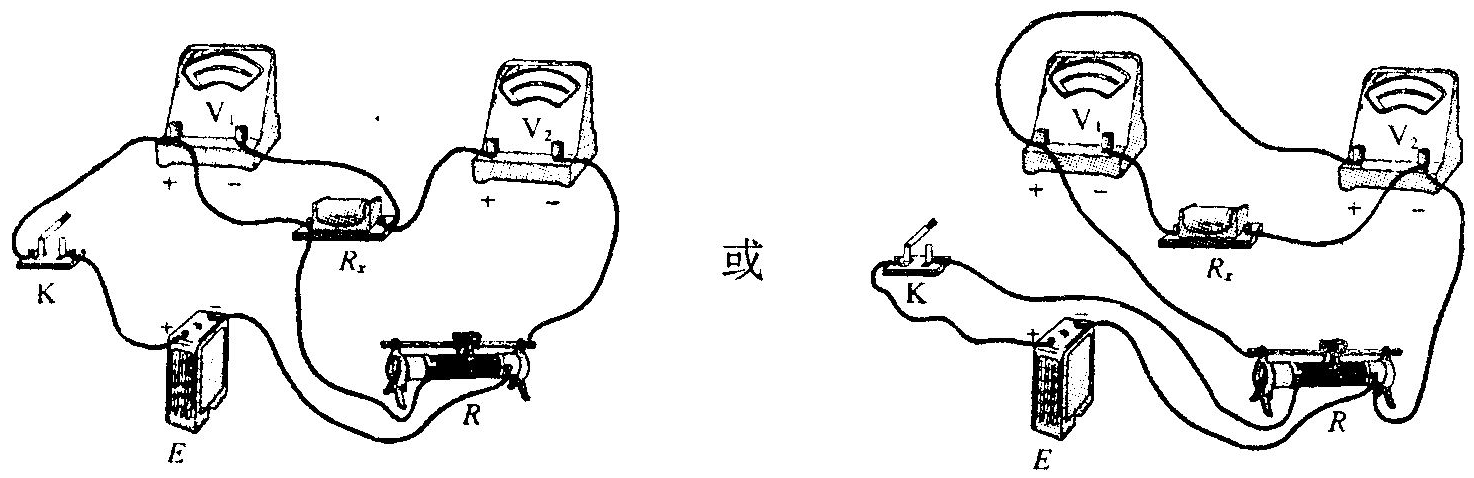 V₁
V₂
+ −
+ −
Rₓ
K
+ −
R
E
或
V₁
V₂
+ −
+ −
Rₓ
K
+ −
R
E